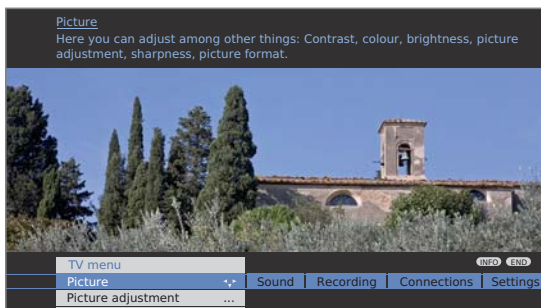 Picture
Here you can adjust among other things: Contrast, colour, brightness, picture
adjustment, sharpness, picture format.
TV menu
INFO END
Picture Sound Recording Connections Settings
Picture adjustment ...